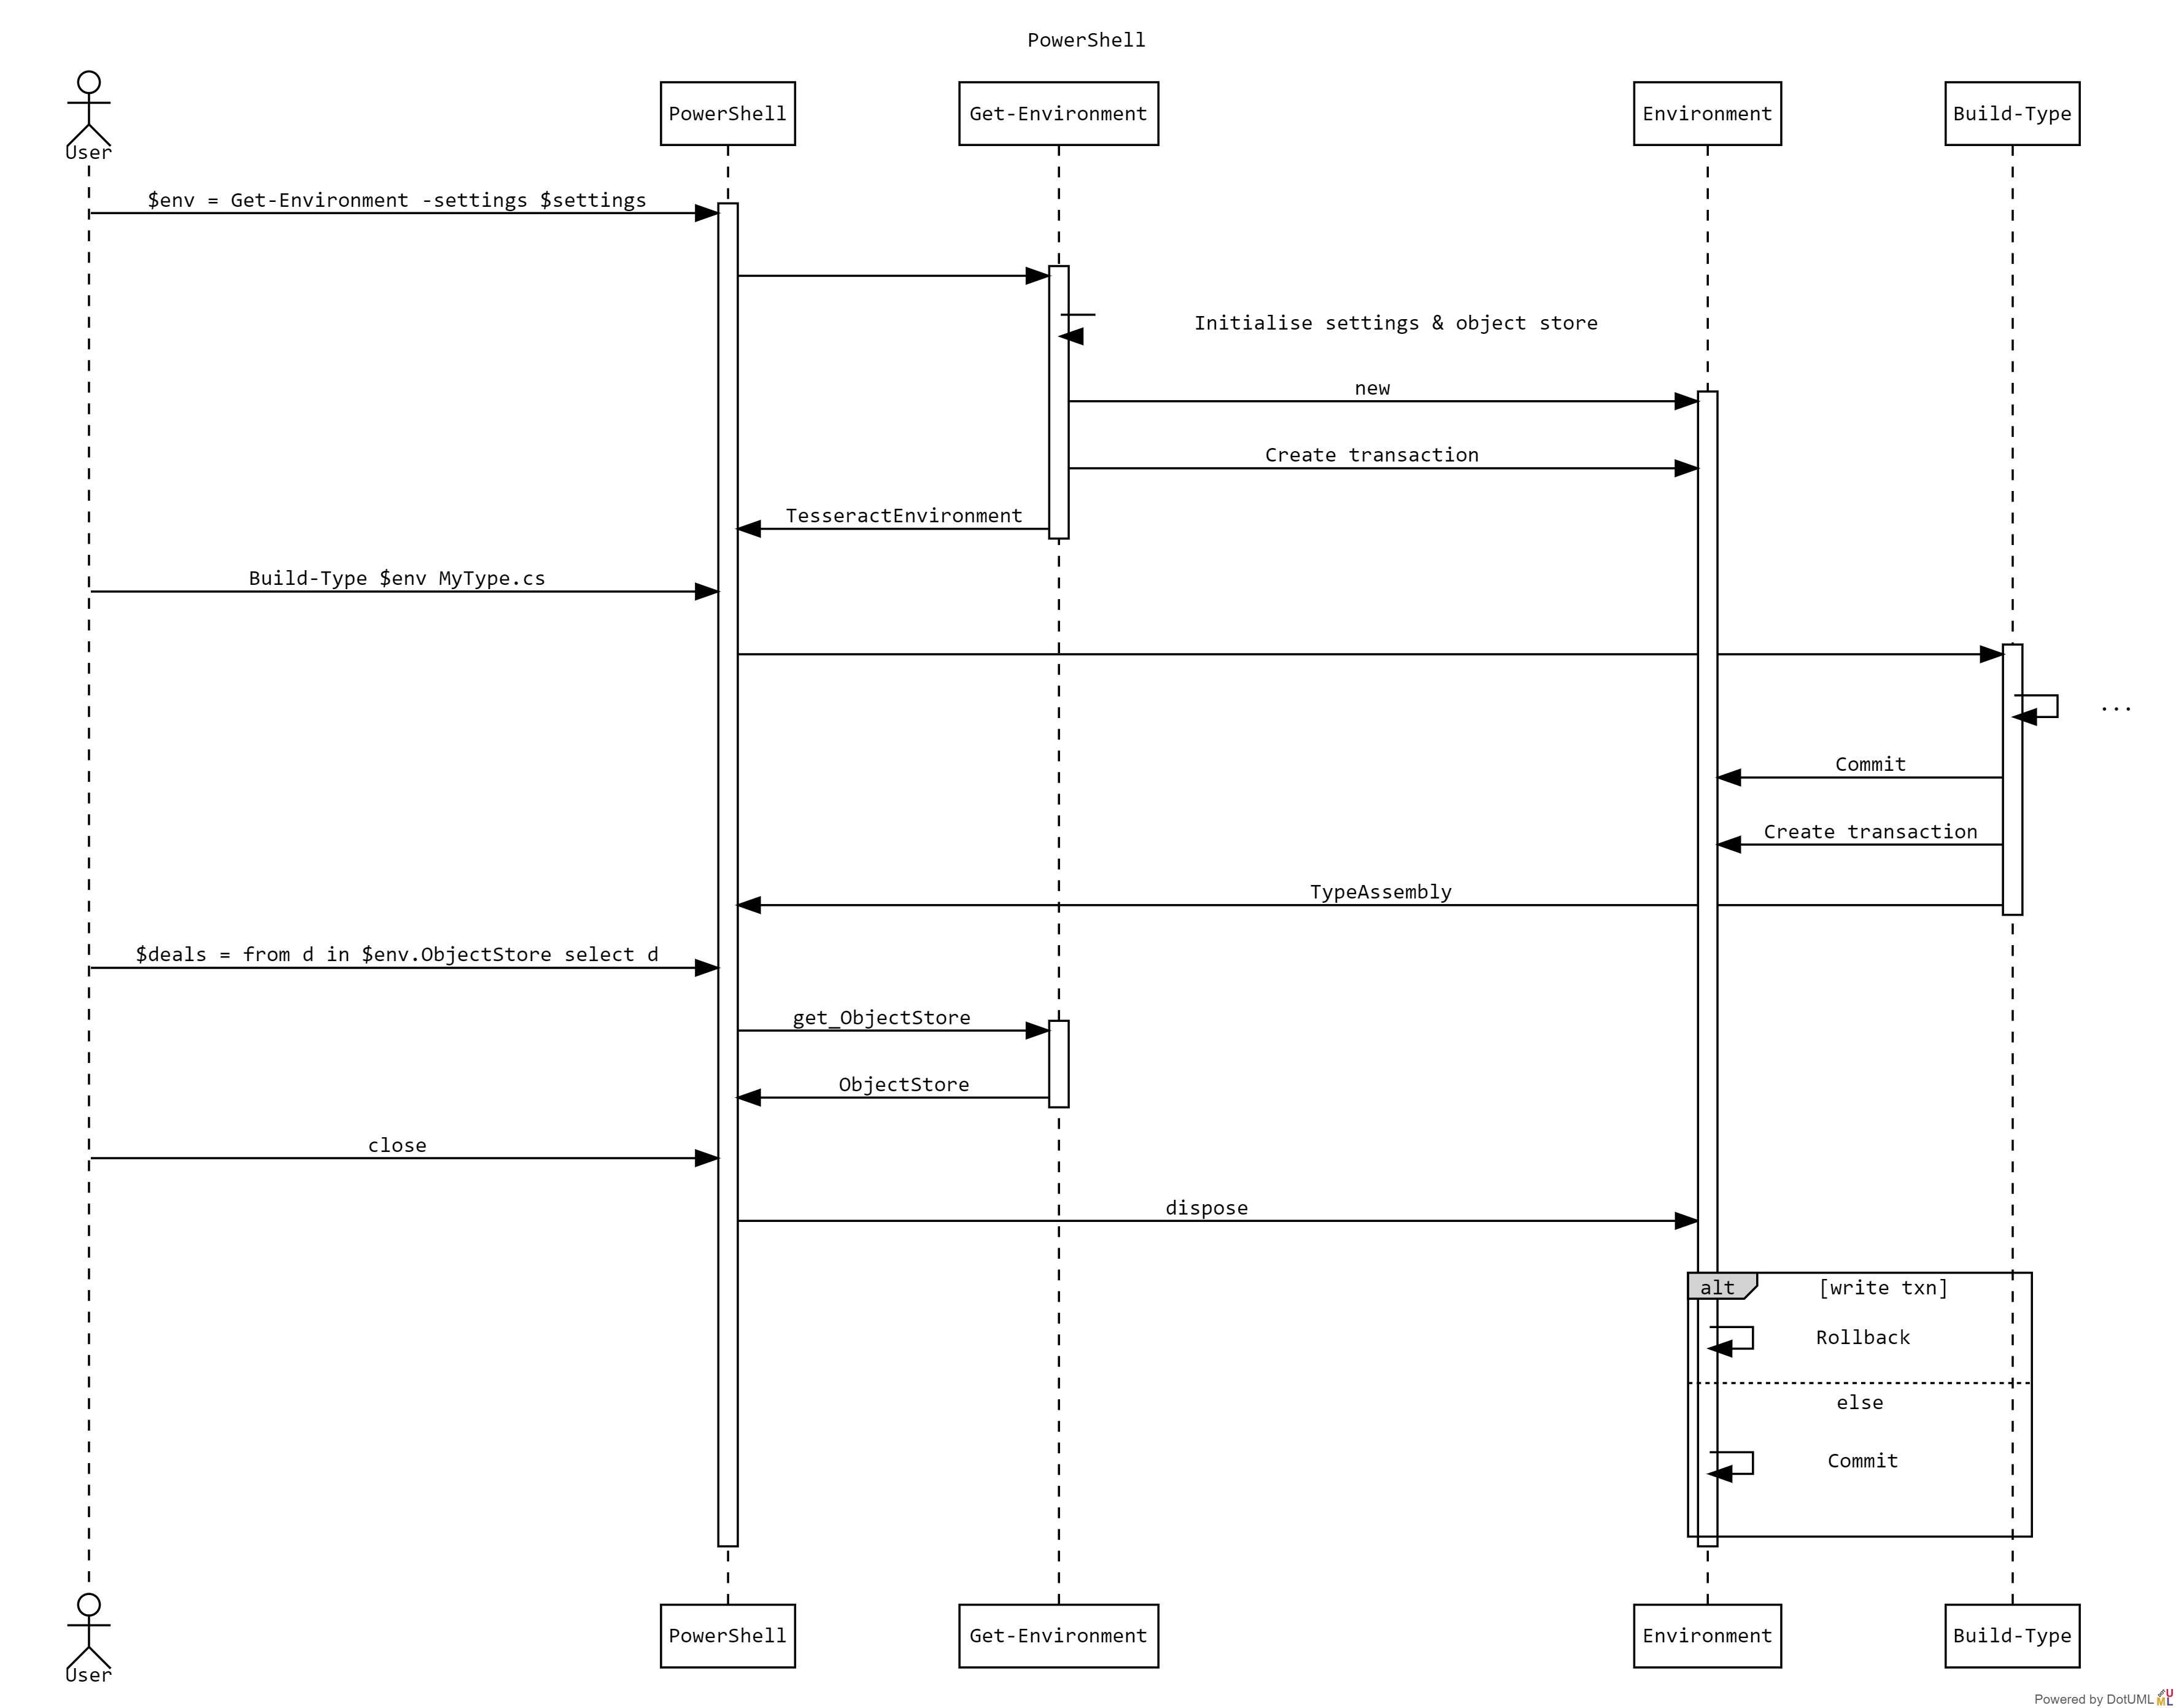 PowerShell
User
PowerShell
Get-Environment
Environment
Build-Type
$env = Get-Environment -settings $settings
Initialise settings & object store
new
Create transaction
TesseractEnvironment
Build-Type $env MyType.cs
...
Commit
Create transaction
TypeAssembly
$deals = from d in $env.ObjectStore select d
get_ObjectStore
ObjectStore
close
dispose
alt [write txn]
Rollback
else
Commit
User
PowerShell
Get-Environment
Environment
Build-Type
Powered by DotUML UML